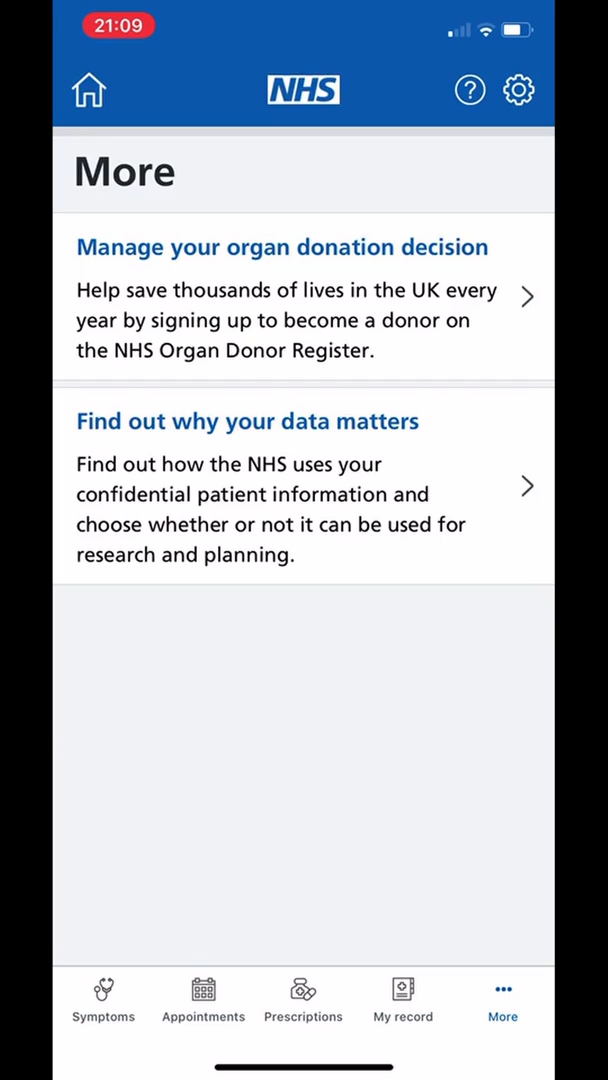 21:09
NHS
More
Manage your organ donation decision
Help save thousands of lives in the UK every
year by signing up to become a donor on
the NHS Organ Donor Register.
Find out why your data matters
Find out how the NHS uses your
confidential patient information and
choose whether or not it can be used for
research and planning.
Symptoms Appointments Prescriptions My record More